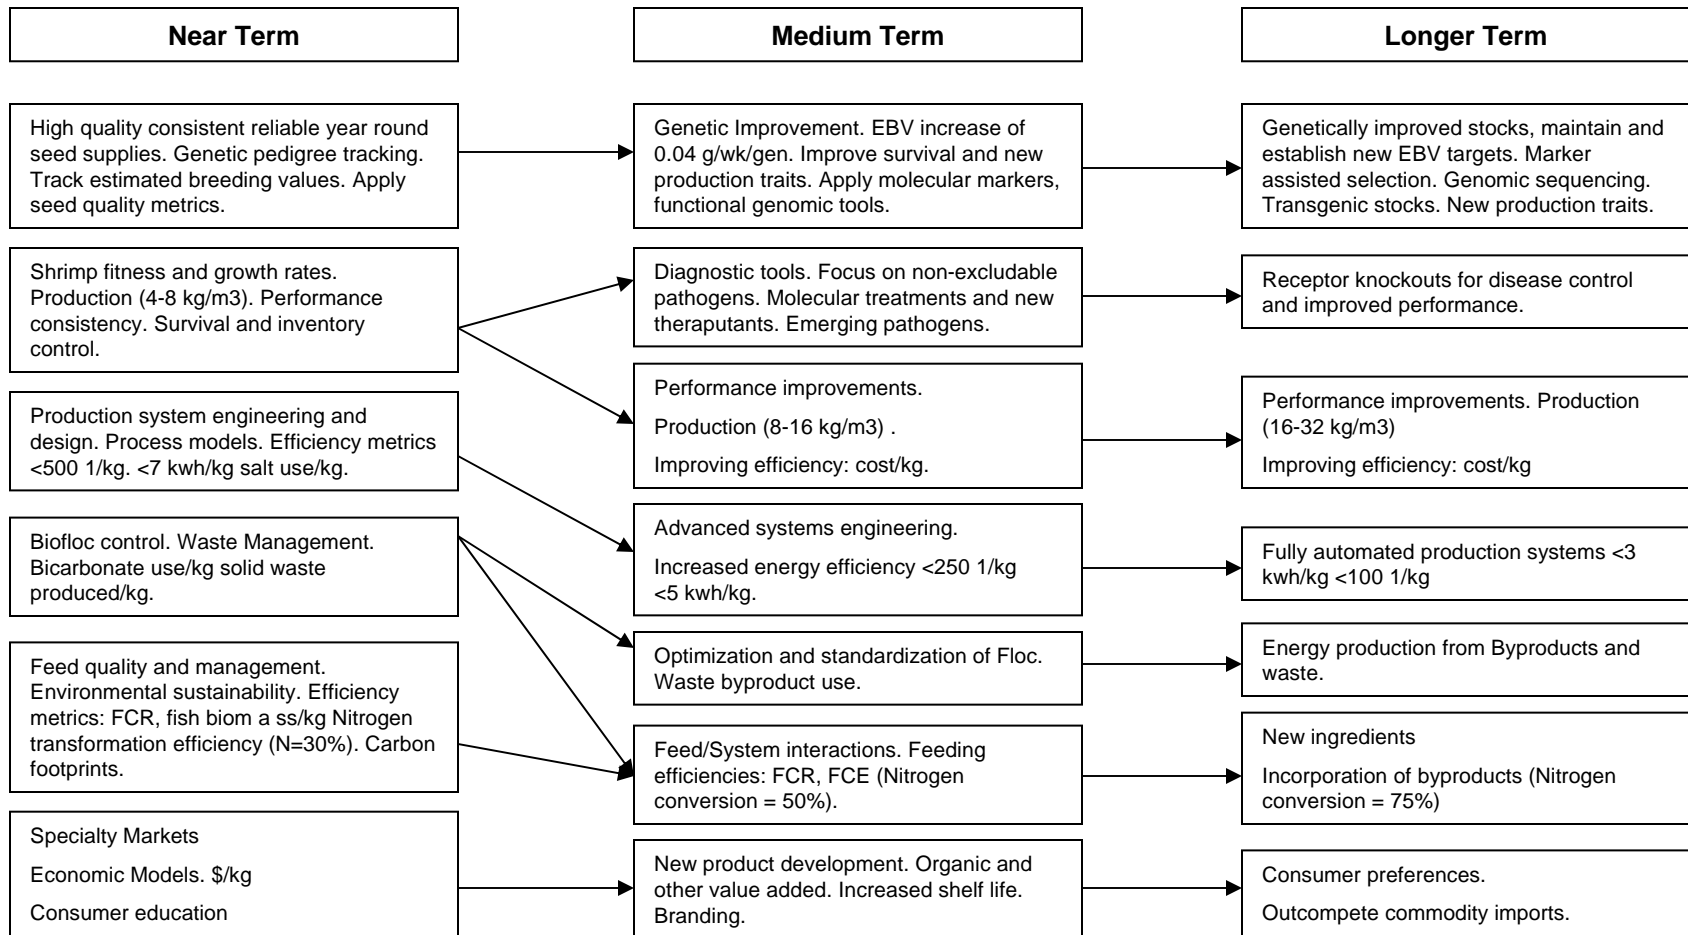 Near Term
Medium Term
Longer Term
High quality consistent reliable year round
seed supplies. Genetic pedigree tracking.
Track estimated breeding values. Apply
seed quality metrics.
Genetic Improvement. EBV increase of
0.04 g/wk/gen. Improve survival and new
production traits. Apply molecular markers,
functional genomic tools.
Genetically improved stocks, maintain and
establish new EBV targets. Marker
assisted selection. Genomic sequencing.
Transgenic stocks. New production traits.
Shrimp fitness and growth rates.
Production (4-8 kg/m3). Performance
consistency. Survival and inventory
control.
Diagnostic tools. Focus on non-excludable
pathogens. Molecular treatments and new
theraputants. Emerging pathogens.
Receptor knockouts for disease control
and improved performance.
Performance improvements.
Production (8-16 kg/m3) .
Improving efficiency: cost/kg.
Performance improvements. Production
(16-32 kg/m3)
Improving efficiency: cost/kg
Production system engineering and
design. Process models. Efficiency metrics
<500 1/kg. <7 kwh/kg salt use/kg.
Advanced systems engineering.
Increased energy efficiency <250 1/kg
<5 kwh/kg.
Fully automated production systems <3
kwh/kg <100 1/kg
Biofloc control. Waste Management.
Bicarbonate use/kg solid waste
produced/kg.
Optimization and standardization of Floc.
Waste byproduct use.
Energy production from Byproducts and
waste.
Feed quality and management.
Environmental sustainability. Efficiency
metrics: FCR, fish biom a ss/kg Nitrogen
transformation efficiency (N=30%). Carbon
footprints.
Feed/System interactions. Feeding
efficiencies: FCR, FCE (Nitrogen
conversion = 50%).
New ingredients
Incorporation of byproducts (Nitrogen
conversion = 75%)
Specialty Markets
Economic Models. $/kg
Consumer education
New product development. Organic and
other value added. Increased shelf life.
Branding.
Consumer preferences.
Outcompete commodity imports.